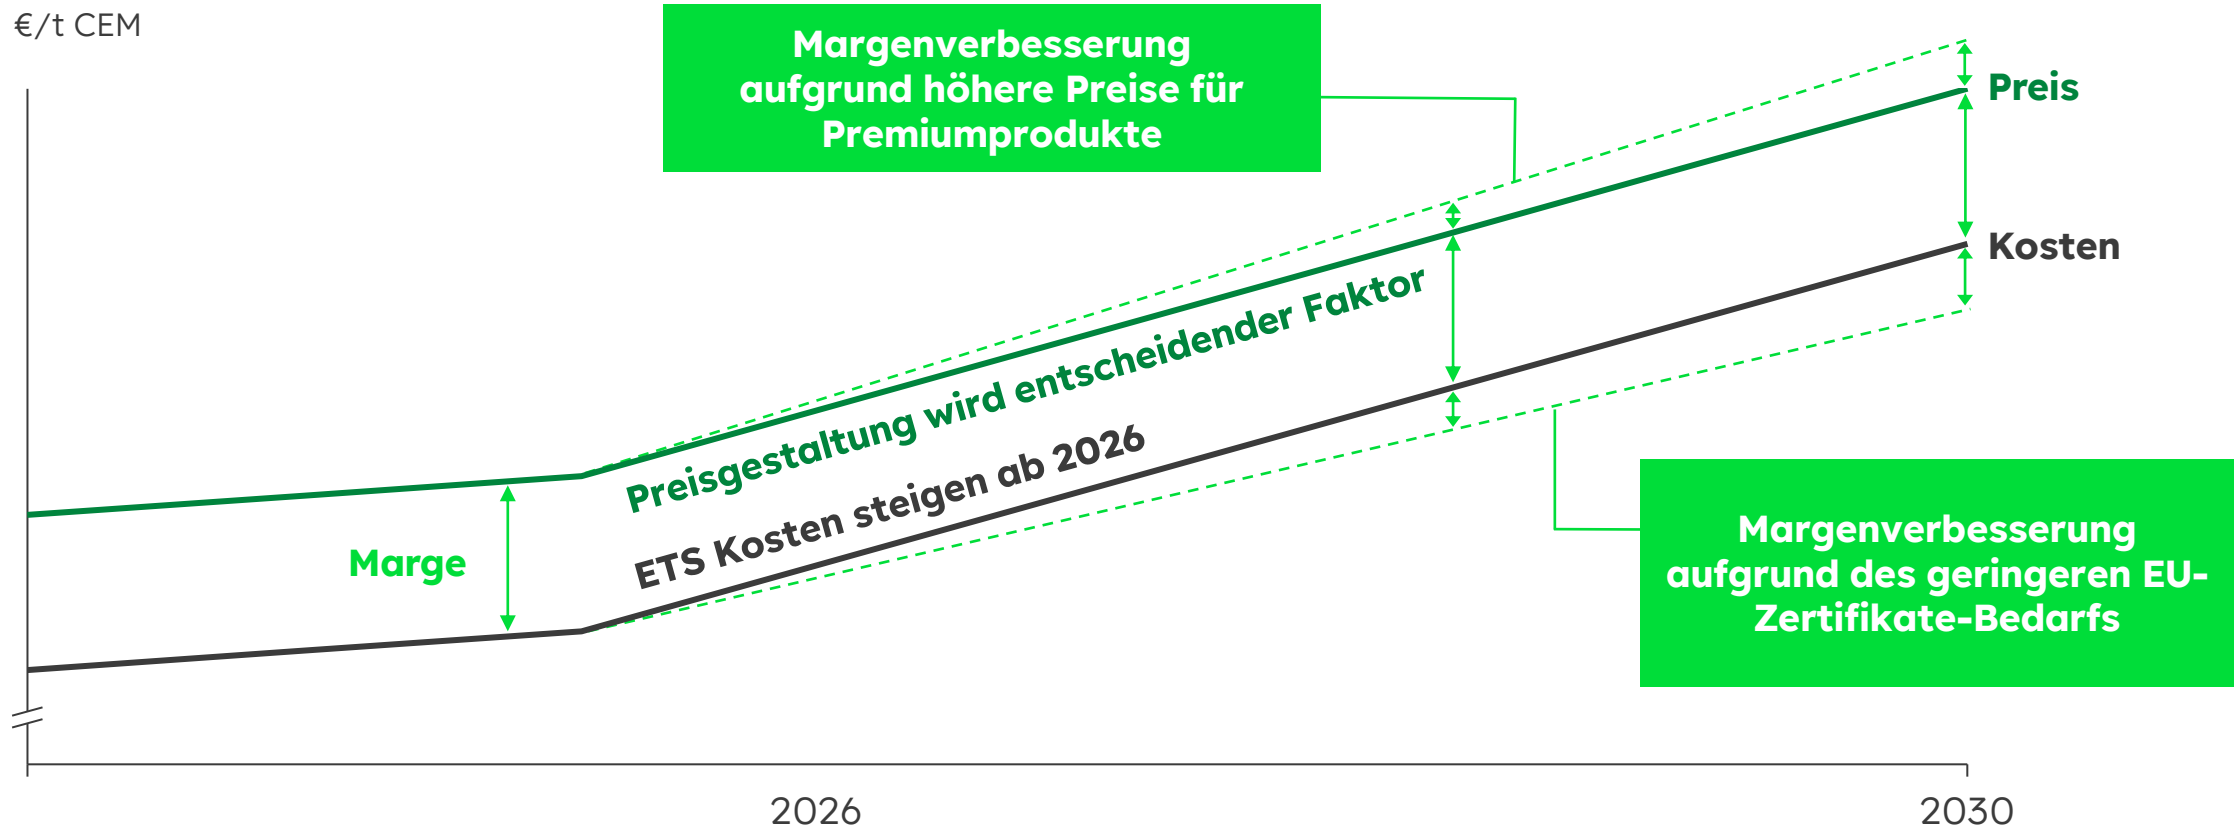 €/t CEM
Margenverbesserung
aufgrund höhere Preise für
Premiumprodukte
Preis
Kosten
Preisgestaltung wird entscheidender Faktor
ETS Kosten steigen ab 2026
Marge
Margenverbesserung
aufgrund des geringeren EU-
Zertifikate-Bedarfs
2026
2030